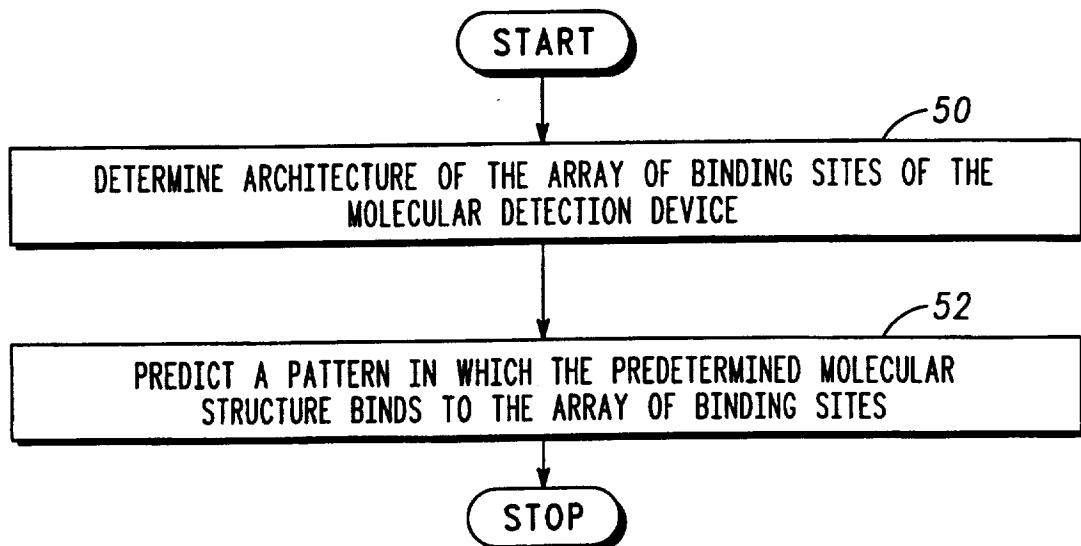 START
50
DETERMINE ARCHITECTURE OF THE ARRAY OF BINDING SITES OF THE
MOLECULAR DETECTION DEVICE
52
PREDICT A PATTERN IN WHICH THE PREDETERMINED MOLECULAR
STRUCTURE BINDS TO THE ARRAY OF BINDING SITES
STOP